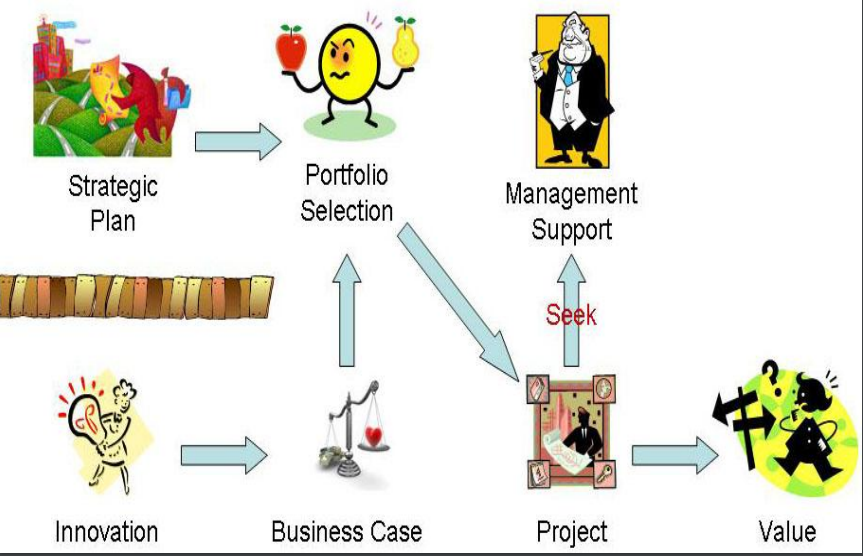 Strategic
Plan
Portfolio
Selection
Management
Support
Seek
Innovation
Business Case
Project
Value